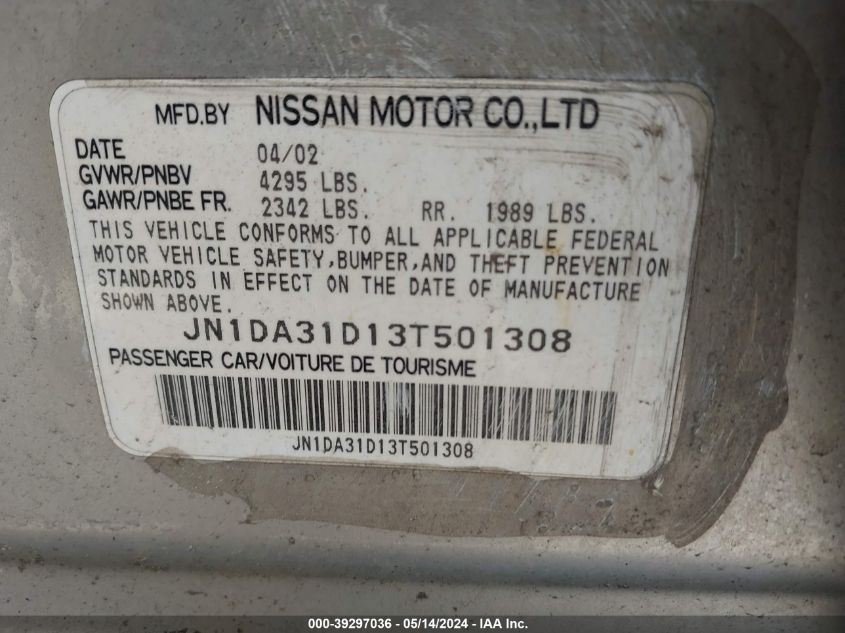 MFD.BY NISSAN MOTOR CO.,LTD
DATE 04/02
GVWR/PNBV 4295 LBS.
GAWR/PNBE FR. 2342 LBS. RR. 1989 LBS.
THIS VEHICLE CONFORMS TO ALL APPLICABLE FEDERAL
MOTOR VEHICLE SAFETY,BUMPER,AND THEFT PREVENTION
STANDARDS IN EFFECT ON THE DATE OF MANUFACTURE
SHOWN ABOVE.
JN1DA31D13T501308
PASSENGER CAR/VOITURE DE TOURISME
JN1DA31D13T501308
000-39297036 - 05/14/2024 - IAA Inc.